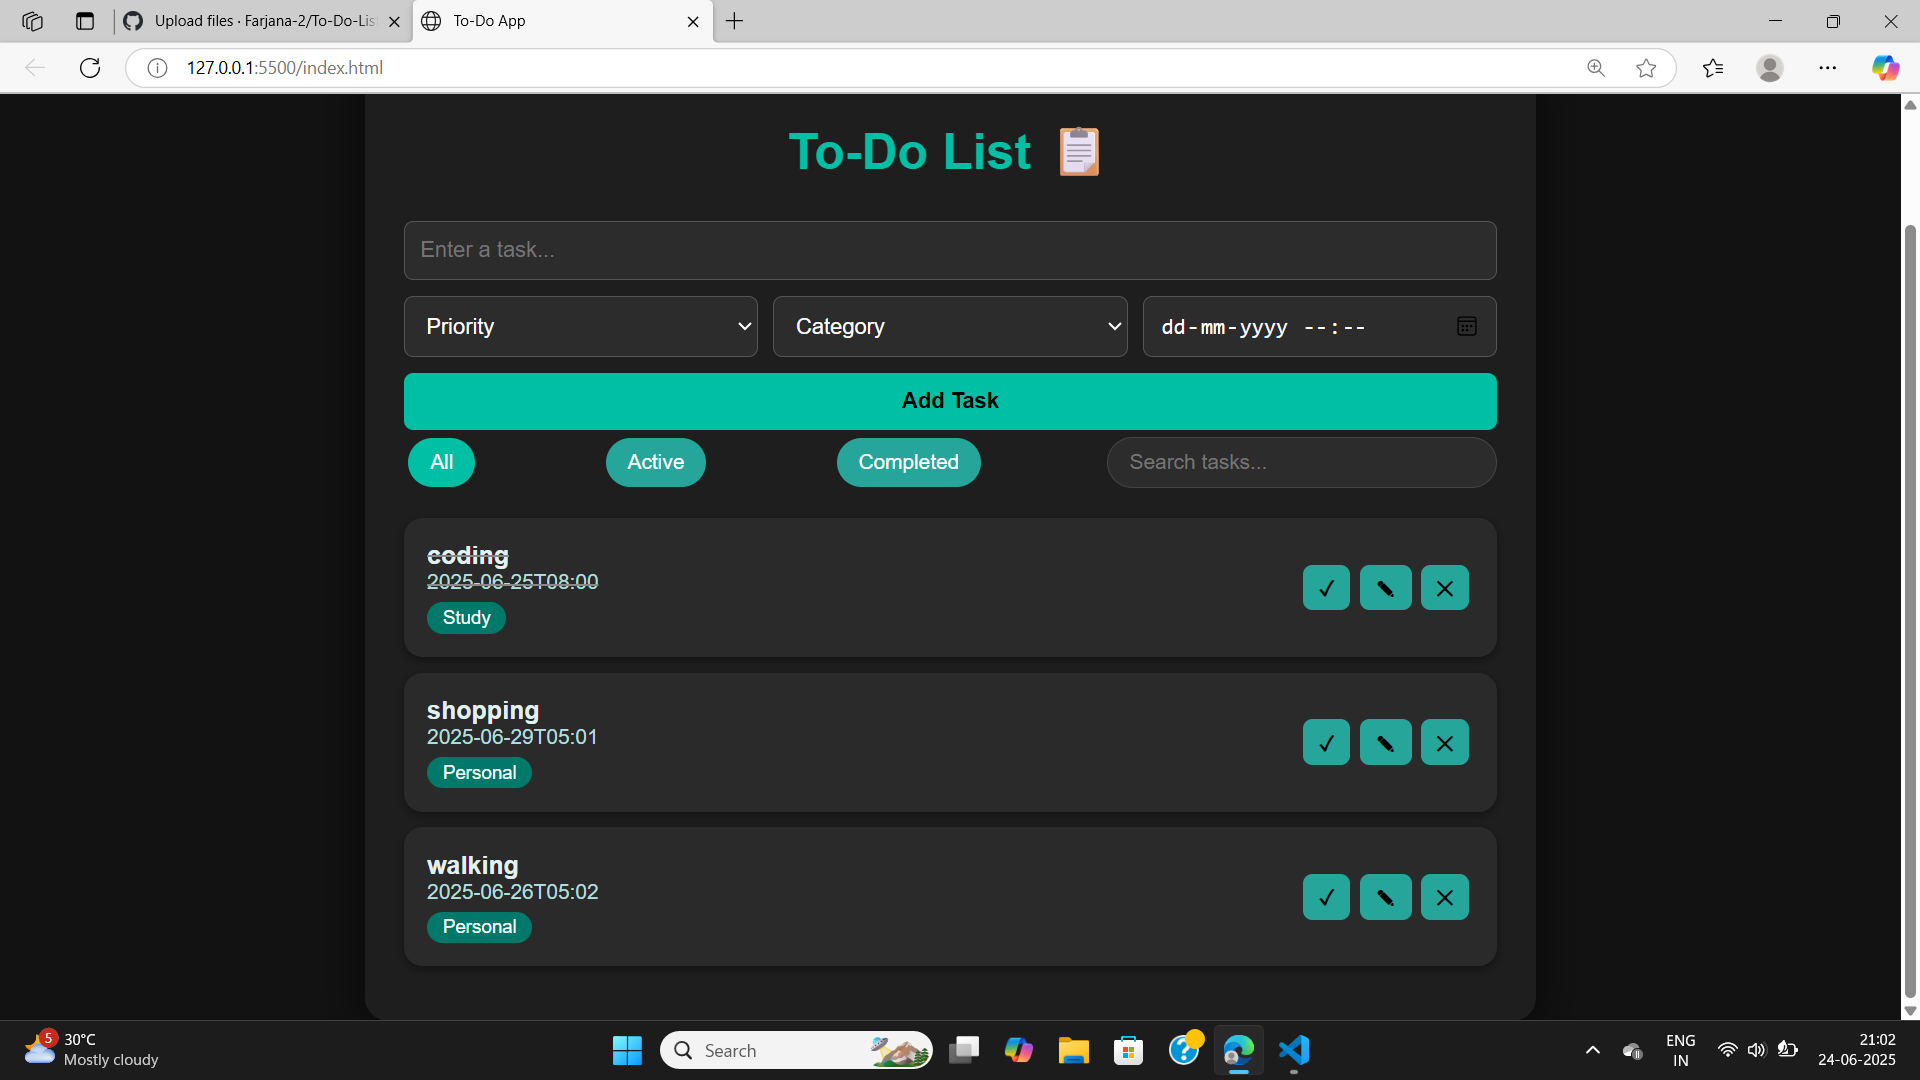 Upload files · Farjana-2/To-Do-Lis
To-Do App
127.0.0.1:5500/index.html
To-Do List
Enter a task...
Priority
Category
dd-mm-yyyy --:--
Add Task
All
Active
Completed
Search tasks...
coding
2025-06-25T08:00
Study
shopping
2025-06-29T05:01
Personal
walking
2025-06-26T05:02
Personal
5
30°C
Mostly cloudy
Search
ENG
IN
21:02
24-06-2025